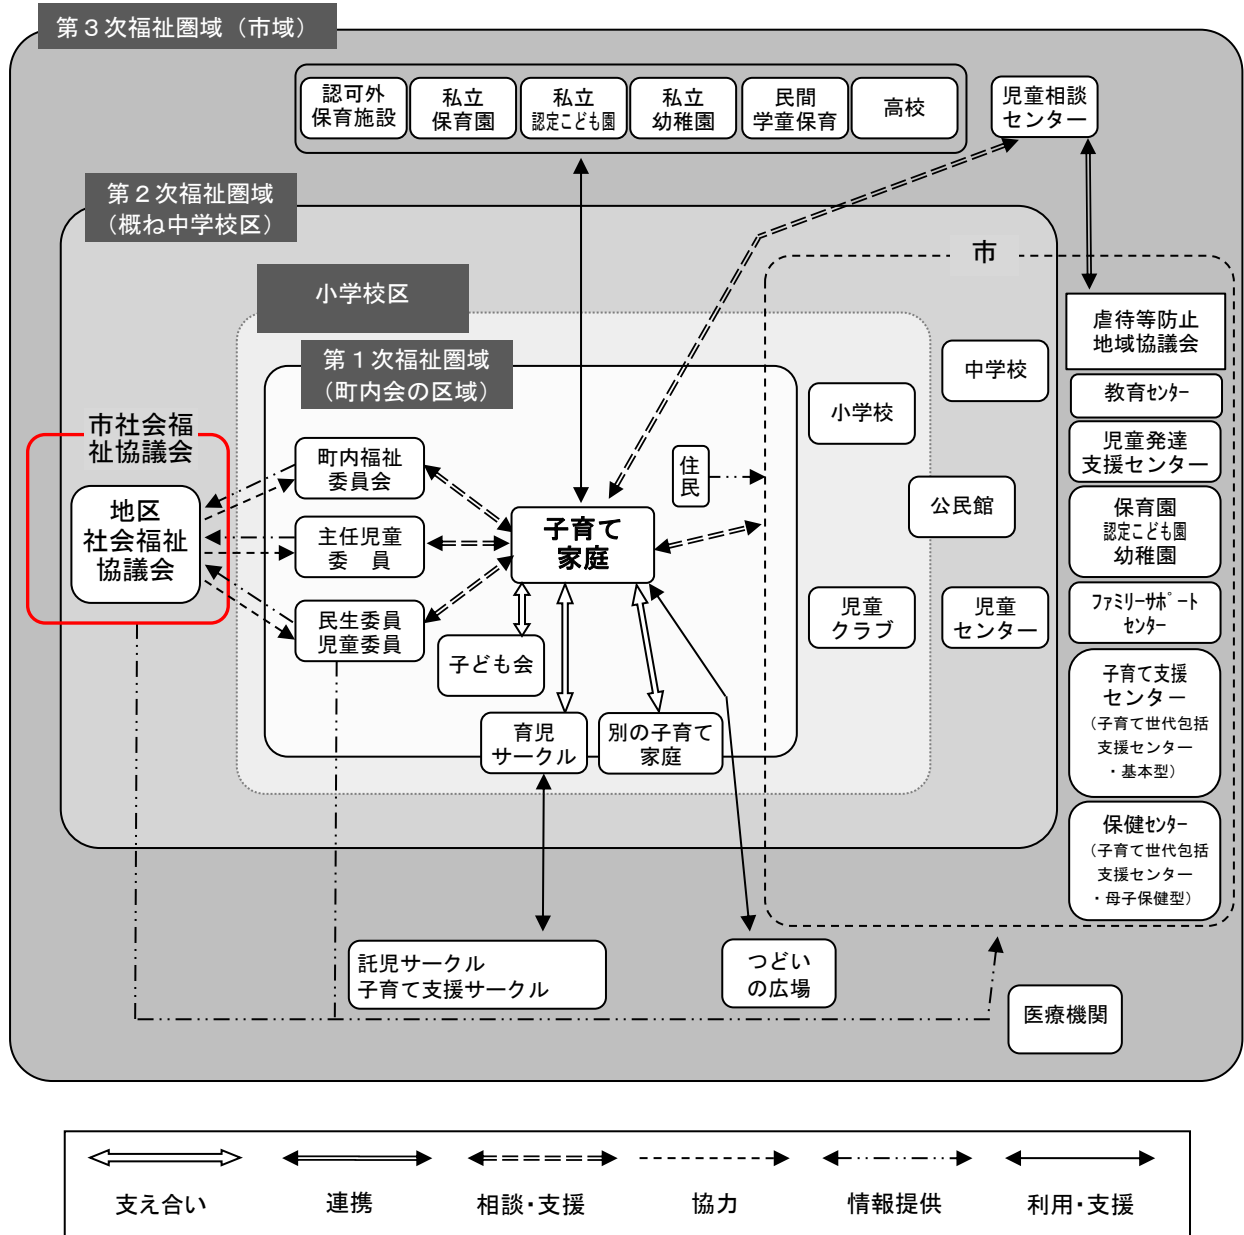 第３次福祉圏域（市域）
認可外
保育施設
私立
保育園
私立
認定こども園
私立
幼稚園
民間
学童保育
高校
児童相談
センター
第２次福祉圏域
（概ね中学校区）
市
小学校区
虐待等防止
地域協議会
第１次福祉圏域
（町内会の区域）
中学校
教育ｾﾝﾀｰ
小学校
市社会福
祉協議会
児童発達
支援センター
町内福祉
委員会
住
民
地区
社会福祉
協議会
公民館
保育園
認定こども園
幼稚園
主任児童
委　員
子育て
家庭
民生委員
児童委員
児童
クラブ
児童
センター
ﾌｧﾐﾘｰｻﾎﾟｰﾄ
ｾﾝﾀｰ
子ども会
子育て支援
センター
（子育て世代包括
支援センター
・基本型）
育児
サークル
別の子育て
家庭
保健ｾﾝﾀｰ
（子育て世代包括
支援センター
・母子保健型）
託児サークル
子育て支援サークル
つどい
の広場
医療機関
支え合い
連携
相談・支援
協力
情報提供
利用・支援